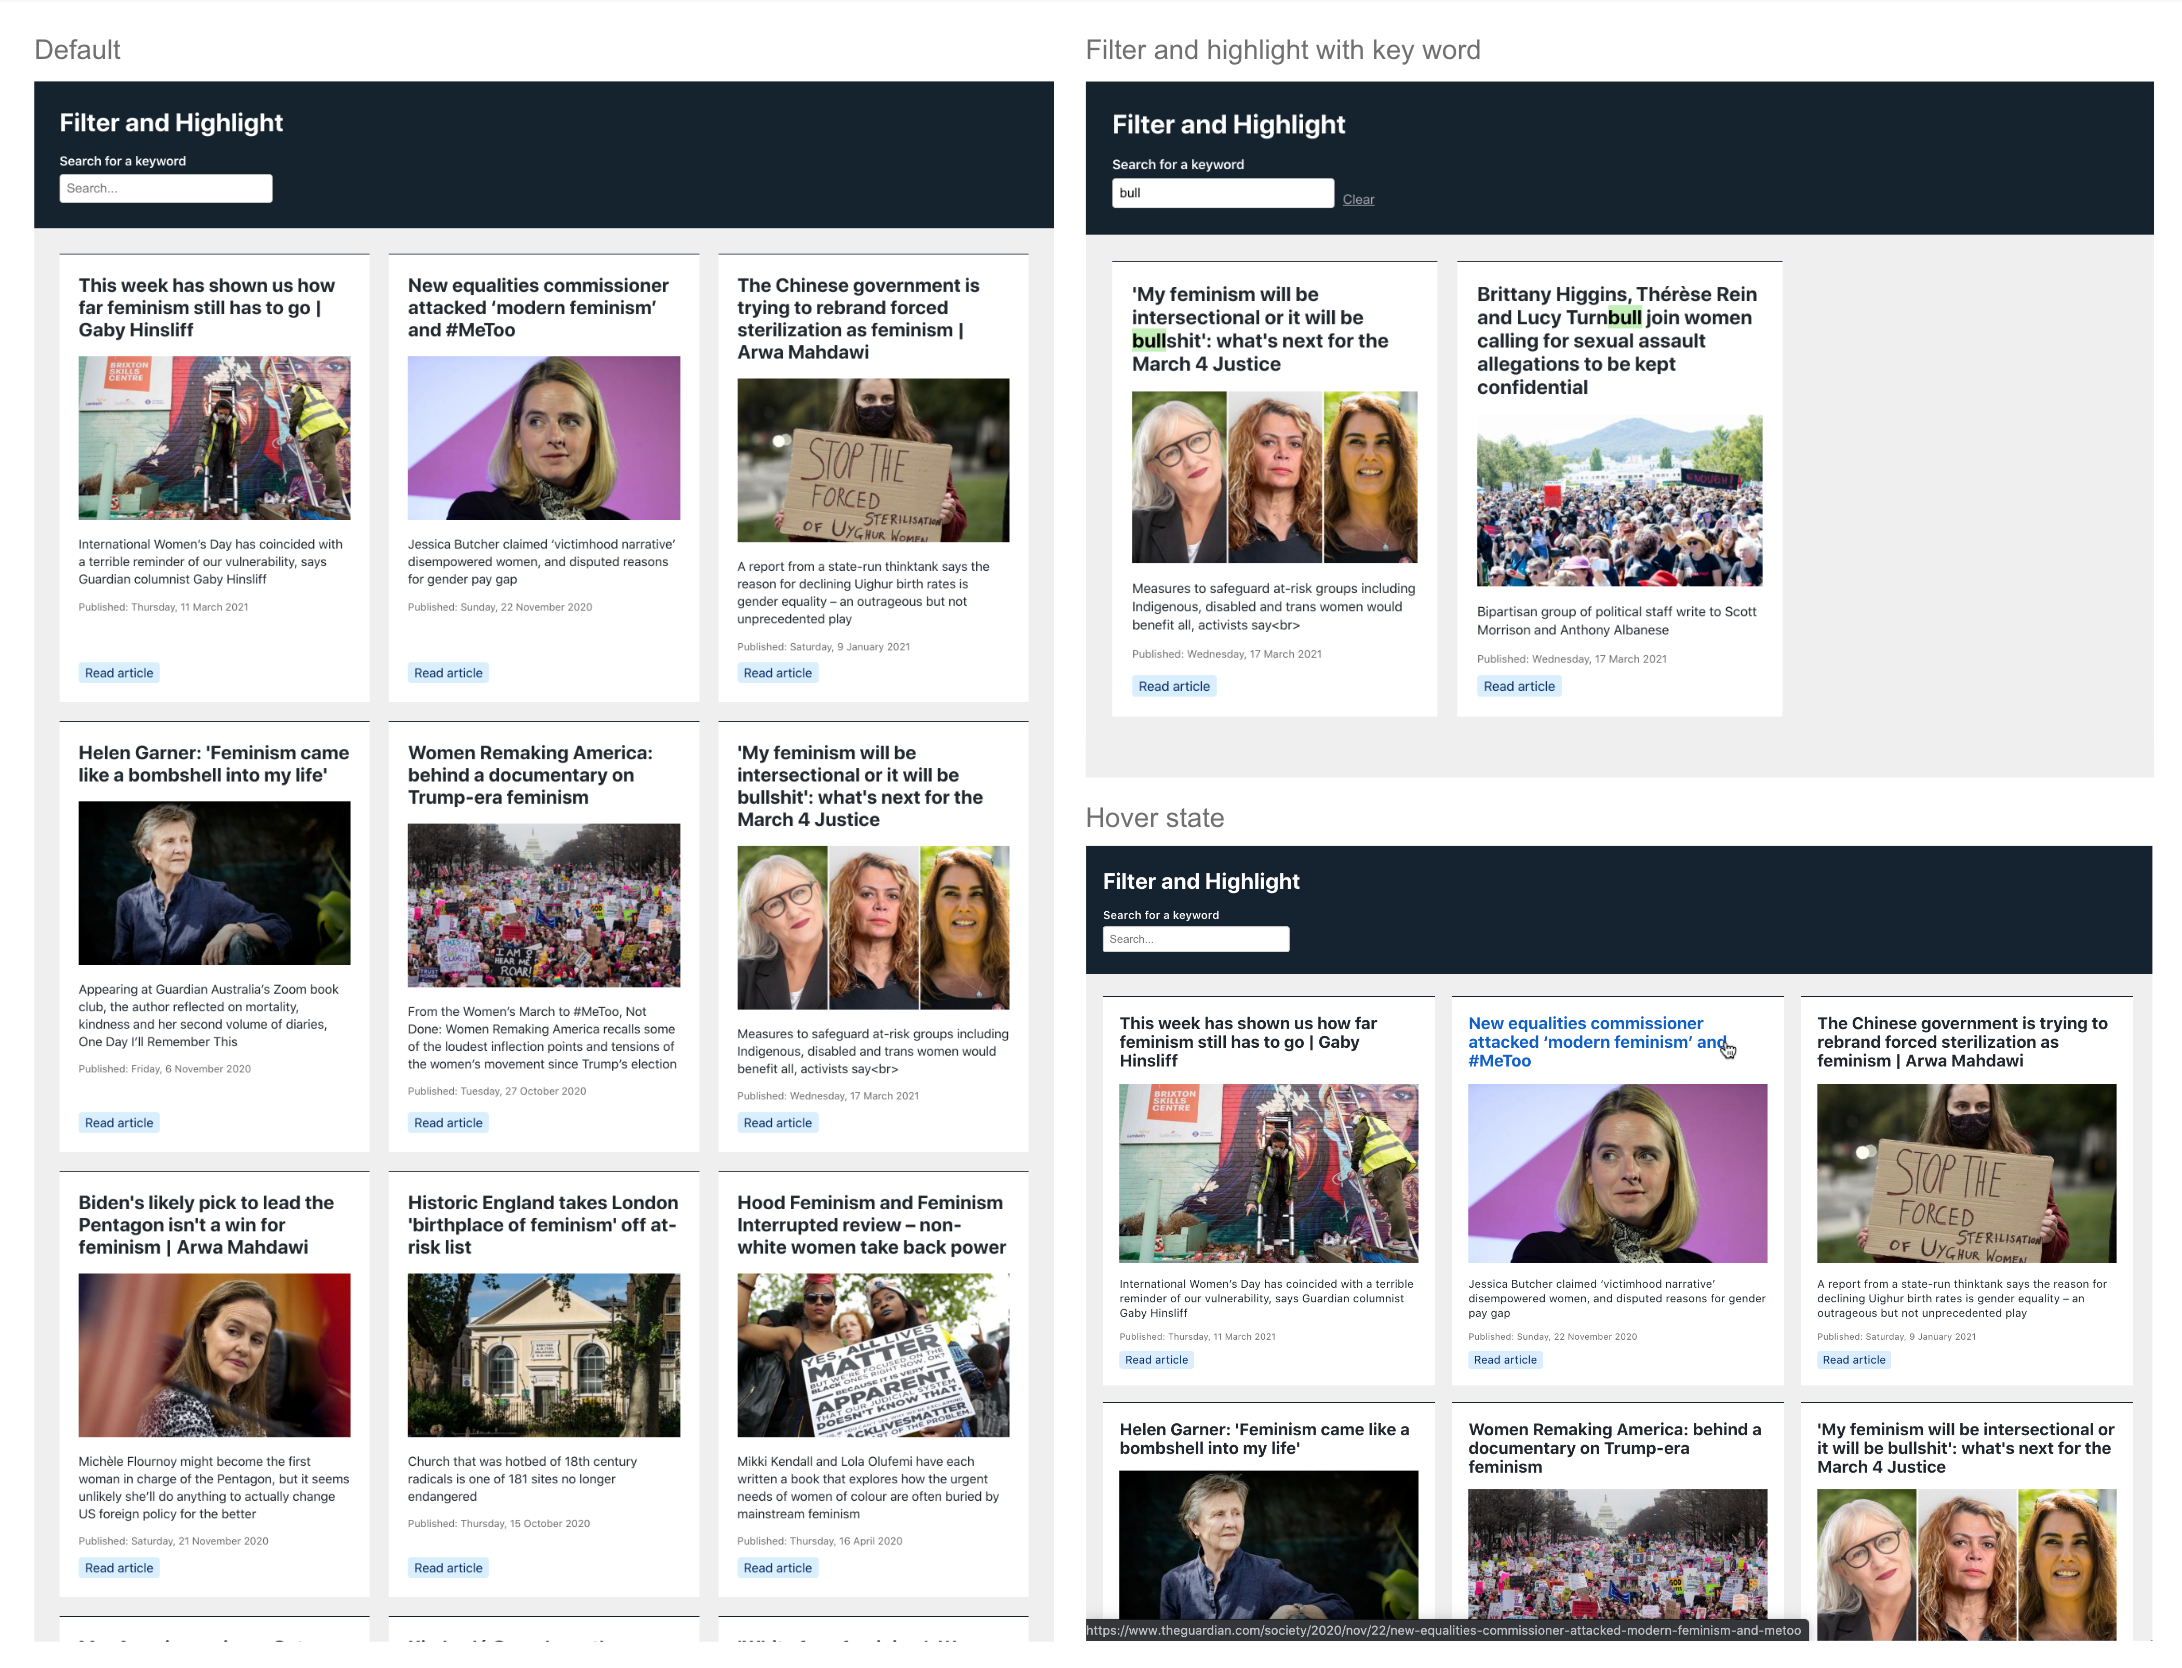 Default
Filter and Highlight
Search for a keyword
Search...
This week has shown us how
far feminism still has to go |
Gaby Hinsliff
BRIXTON
SKILLS
CENTRE
International Women's Day has coincided with
a terrible reminder of our vulnerability, says
Guardian columnist Gaby Hinsliff
Published: Thursday, 11 March 2021
Read article
New equalities commissioner
attacked ‘modern feminism’
and #MeToo
Jessica Butcher claimed ‘victimhood narrative’
disempowered women, and disputed reasons
for gender pay gap
Published: Sunday, 22 November 2020
Read article
The Chinese government is
trying to rebrand forced
sterilization as feminism |
Arwa Mahdawi
STOP THE
FORCED
STERILISATION
OF UYGHUR WOMEN
A report from a state-run thinktank says the
reason for declining Uighur birth rates is
gender equality – an outrageous but not
unprecedented play
Published: Saturday, 9 January 2021
Read article
Helen Garner: 'Feminism came
like a bombshell into my life'
Appearing at Guardian Australia’s Zoom book
club, the author reflected on mortality,
kindness and her second volume of diaries,
One Day I’ll Remember This
Published: Friday, 6 November 2020
Read article
Women Remaking America:
behind a documentary on
Trump-era feminism
I AM
HEAR ME
ROAR!
From the Women’s March to #MeToo, Not
Done: Women Remaking America recalls some
of the loudest inflection points and tensions of
the women’s movement since Trump’s election
Published: Tuesday, 27 October 2020
Read article
'My feminism will be
intersectional or it will be
bullshit': what's next for the
March 4 Justice
Measures to safeguard at-risk groups including
Indigenous, disabled and trans women would
benefit all, activists say<br>
Published: Wednesday, 17 March 2021
Read article
Biden's likely pick to lead the
Pentagon isn't a win for
feminism | Arwa Mahdawi
Michèle Flournoy might become the first
woman in charge of the Pentagon, but it seems
unlikely she’ll do anything to actually change
US foreign policy for the better
Published: Saturday, 21 November 2020
Read article
Historic England takes London
'birthplace of feminism' off at-
risk list
Church that was hotbed of 18th century
radicals is one of 181 sites no longer
endangered
Published: Thursday, 15 October 2020
Read article
Hood Feminism and Feminism
Interrupted review – non-
white women take back power
YES, ALL LIVES
MATTER
BUT WE'RE FOCUSED ON THE
BLACK ONES RIGHT NOW, OK?
BECAUSE IT IS VERY
APPARENT
THAT OUR JUDICIAL SYSTEM
DOESN'T KNOW THAT.
Mikki Kendall and Lola Olufemi have each
written a book that explores how the urgent
needs of women of colour are often buried by
mainstream feminism
Published: Thursday, 16 April 2020
Read article
Filter and highlight with key word
Filter and Highlight
Search for a keyword
bull
Clear
'My feminism will be
intersectional or it will be
bullshit': what's next for the
March 4 Justice
Measures to safeguard at-risk groups including
Indigenous, disabled and trans women would
benefit all, activists say<br>
Published: Wednesday, 17 March 2021
Read article
Brittany Higgins, Thérèse Rein
and Lucy Turnbull join women
calling for sexual assault
allegations to be kept
confidential
ENOUGH!
Bipartisan group of political staff write to Scott
Morrison and Anthony Albanese
Published: Wednesday, 17 March 2021
Read article
Hover state
Filter and Highlight
Search for a keyword
Search...
This week has shown us how far
feminism still has to go | Gaby
Hinsliff
BRIXTON
SKILLS
CENTRE
International Women’s Day has coincided with a terrible
reminder of our vulnerability, says Guardian columnist
Gaby Hinsliff
Published: Thursday, 11 March 2021
Read article
New equalities commissioner
attacked ‘modern feminism’ and
#MeToo
Jessica Butcher claimed ‘victimhood narrative’
disempowered women, and disputed reasons for gender
pay gap
Published: Sunday, 22 November 2020
Read article
The Chinese government is trying to
rebrand forced sterilization as
feminism | Arwa Mahdawi
STOP THE
FORCED
STERILISATION
OF UYGHUR WOMEN
A report from a state-run thinktank says the reason for
declining Uighur birth rates is gender equality – an
outrageous but not unprecedented play
Published: Saturday, 9 January 2021
Read article
Helen Garner: 'Feminism came like a
bombshell into my life'
Women Remaking America: behind a
documentary on Trump-era
feminism
'My feminism will be intersectional or
it will be bullshit': what's next for the
March 4 Justice
https://www.theguardian.com/society/2020/nov/22/new-equalities-commissioner-attacked-modern-feminism-and-metoo